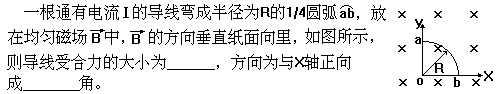 一根通有电流I的导线弯成半径为R的1/4圆弧ab，放
在均匀磁场B中，B的方向垂直纸面向里，如图所示，
则导线受合力的大小为______，方向为与X轴正向
成_______角。
y
a
R
o
b
X